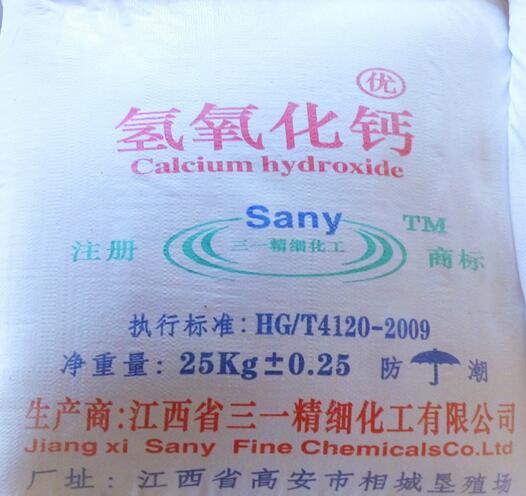 优
氢氧化钙
Calcium hydroxide
Sany TM
注册 三一精细化工 商标
执行标准:HG/T4120-2009
净重量:25Kg±0.25 防潮
生产商:江西省三一精细化工有限公司
Jiang xi Sany Fine ChemicalsCo.Ltd
厂址:江西省高安市相城垦殖场